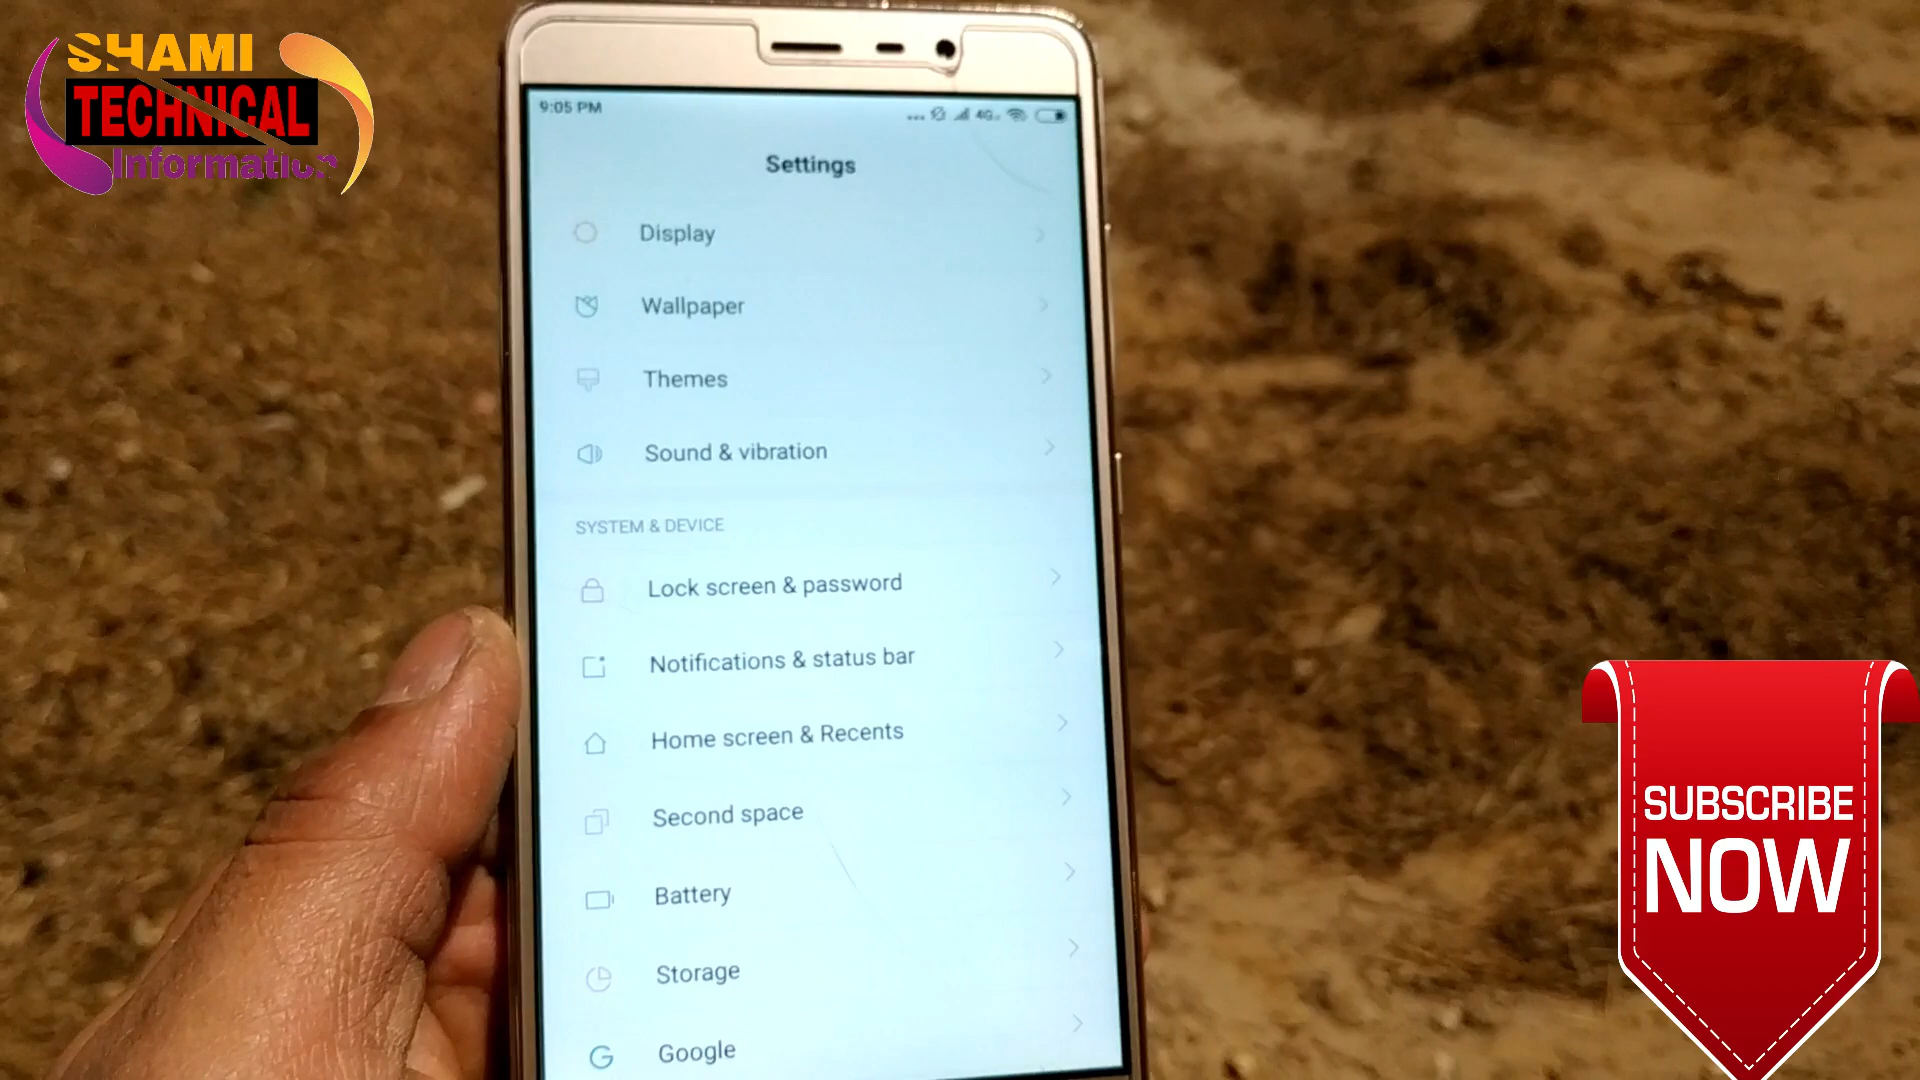 SHAMI
TECHNICAL
Information
9:05 PM
4G
Settings
Display
Wallpaper
Themes
Sound & vibration
SYSTEM & DEVICE
Lock screen & password
Notifications & status bar
Home screen & Recents
Second space
Battery
Storage
Google
SUBSCRIBE
NOW